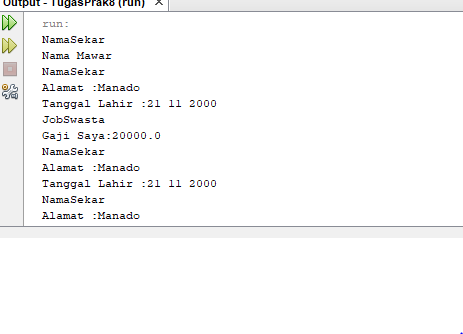 Output - TugasPrak8 (run) ×
run:
NamaSekar
Nama Mawar
NamaSekar
Alamat :Manado
Tanggal Lahir :21 11 2000
JobSwasta
Gaji Saya:20000.0
NamaSekar
Alamat :Manado
Tanggal Lahir :21 11 2000
NamaSekar
Alamat :Manado